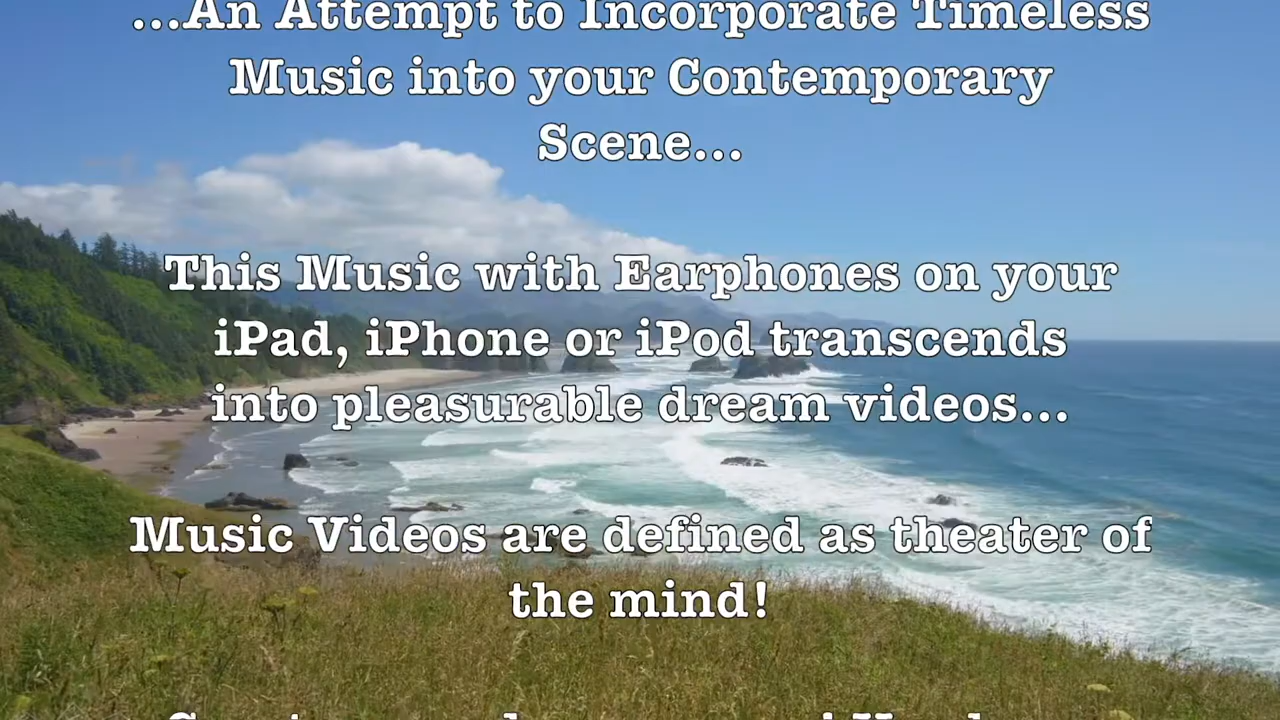 ...An Attempt to Incorporate Timeless
Music into your Contemporary
Scene...
This Music with Earphones on your
iPad, iPhone or iPod transcends
into pleasurable dream videos...
Music Videos are defined as theater of
the mind!